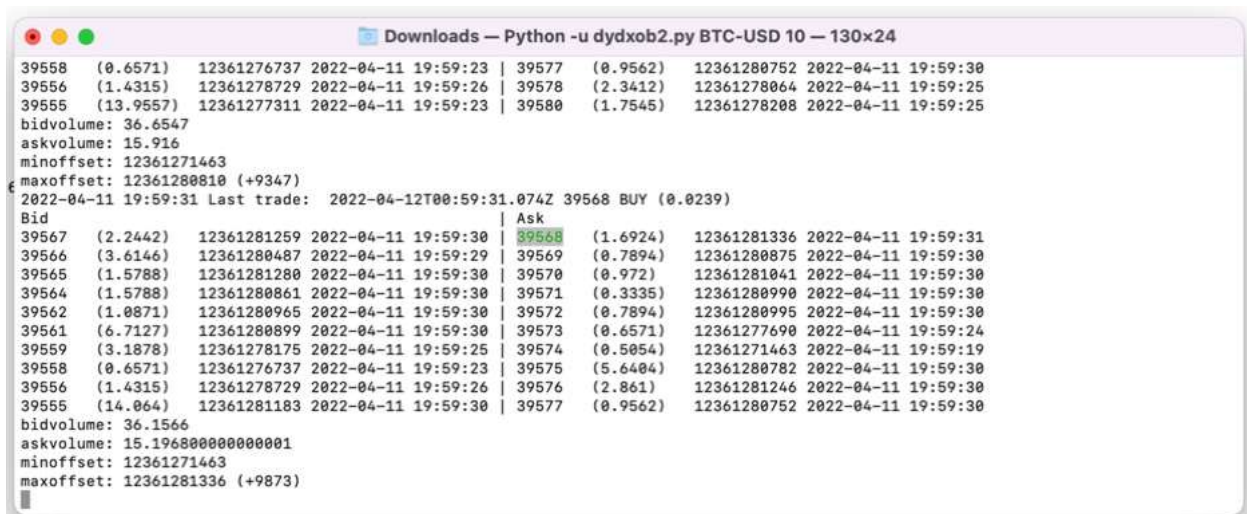 Downloads — Python -u dydxob2.py BTC-USD 10 — 130×24
39558 (0.6571) 12361276737 2022-04-11 19:59:23 | 39577 (0.9562) 12361280752 2022-04-11 19:59:30
39556 (1.4315) 12361278729 2022-04-11 19:59:26 | 39578 (2.3412) 12361278064 2022-04-11 19:59:25
39555 (13.9557) 12361277311 2022-04-11 19:59:23 | 39580 (1.7545) 12361278208 2022-04-11 19:59:25
bidvolume: 36.6547
askvolume: 15.916
minoffset: 12361271463
maxoffset: 12361280810 (+9347)
2022-04-11 19:59:31 Last trade: 2022-04-12T00:59:31.074Z 39568 BUY (0.0239)
Bid | Ask
39567 (2.2442) 12361281259 2022-04-11 19:59:30 | 39568 (1.6924) 12361281336 2022-04-11 19:59:31
39566 (3.6146) 12361280487 2022-04-11 19:59:29 | 39569 (0.7894) 12361280875 2022-04-11 19:59:30
39565 (1.5788) 12361281280 2022-04-11 19:59:30 | 39570 (0.972) 12361281041 2022-04-11 19:59:30
39564 (1.5788) 12361280861 2022-04-11 19:59:30 | 39571 (0.3335) 12361280990 2022-04-11 19:59:30
39562 (1.0871) 12361280965 2022-04-11 19:59:30 | 39572 (0.7894) 12361280995 2022-04-11 19:59:30
39561 (6.7127) 12361280899 2022-04-11 19:59:30 | 39573 (0.6571) 12361277690 2022-04-11 19:59:24
39559 (3.1878) 12361278175 2022-04-11 19:59:25 | 39574 (0.5054) 12361271463 2022-04-11 19:59:19
39558 (0.6571) 12361276737 2022-04-11 19:59:23 | 39575 (5.6404) 12361280782 2022-04-11 19:59:30
39556 (1.4315) 12361278729 2022-04-11 19:59:26 | 39576 (2.861) 12361281246 2022-04-11 19:59:30
39555 (14.064) 12361281183 2022-04-11 19:59:30 | 39577 (0.9562) 12361280752 2022-04-11 19:59:30
bidvolume: 36.1566
askvolume: 15.196800000000001
minoffset: 12361271463
maxoffset: 12361281336 (+9873)